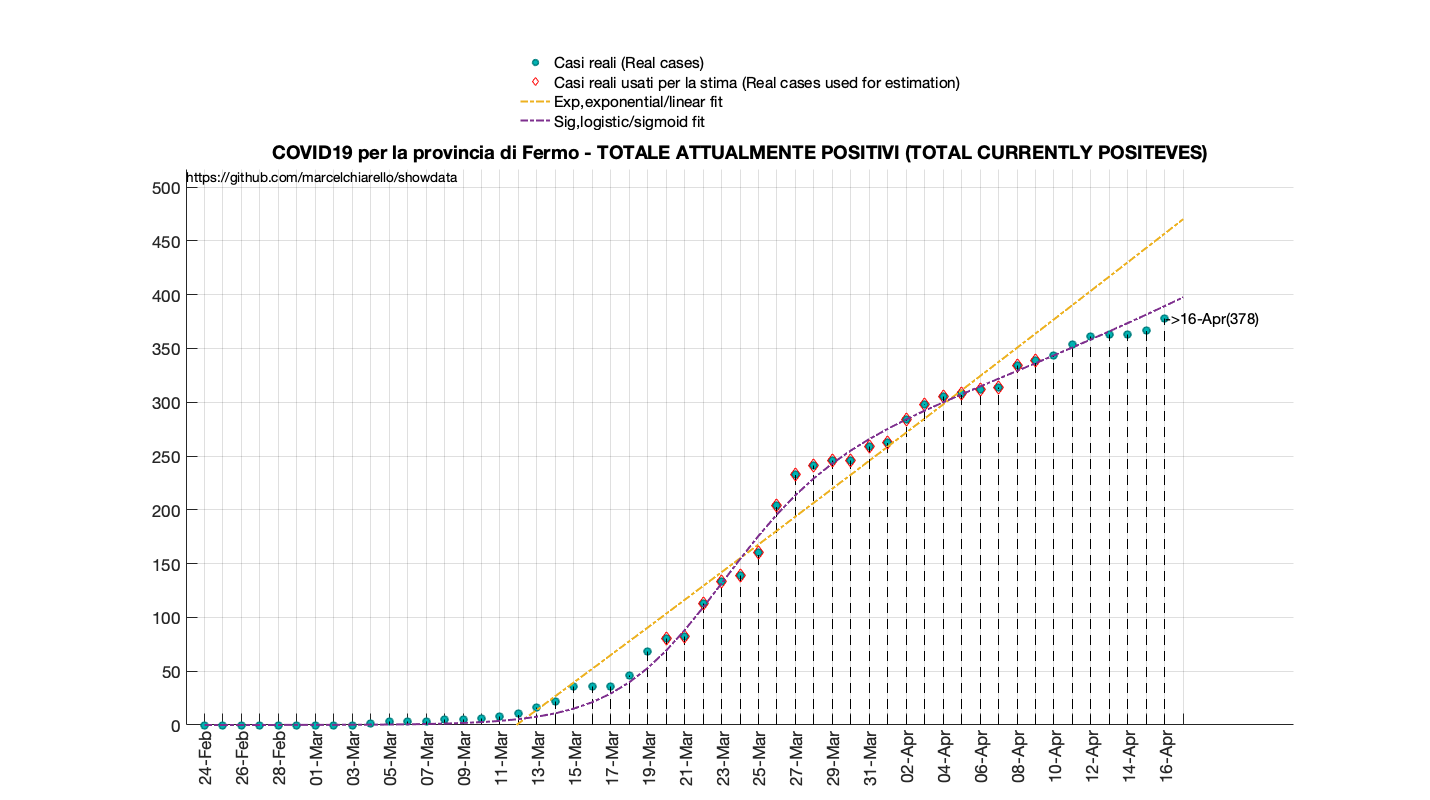 Casi reali (Real cases)
Casi reali usati per la stima (Real cases used for estimation)
Exp,exponential/linear fit
Sig,logistic/sigmoid fit
COVID19 per la provincia di Fermo - TOTALE ATTUALMENTE POSITIVI (TOTAL CURRENTLY POSITEVES)
https://github.com/marcelchiarello/showdata
500
450
400
350
300
250
200
150
100
50
0
->16-Apr(378)
24-Feb
26-Feb
28-Feb
01-Mar
03-Mar
05-Mar
07-Mar
09-Mar
11-Mar
13-Mar
15-Mar
17-Mar
19-Mar
21-Mar
23-Mar
25-Mar
27-Mar
29-Mar
31-Mar
02-Apr
04-Apr
06-Apr
08-Apr
10-Apr
12-Apr
14-Apr
16-Apr